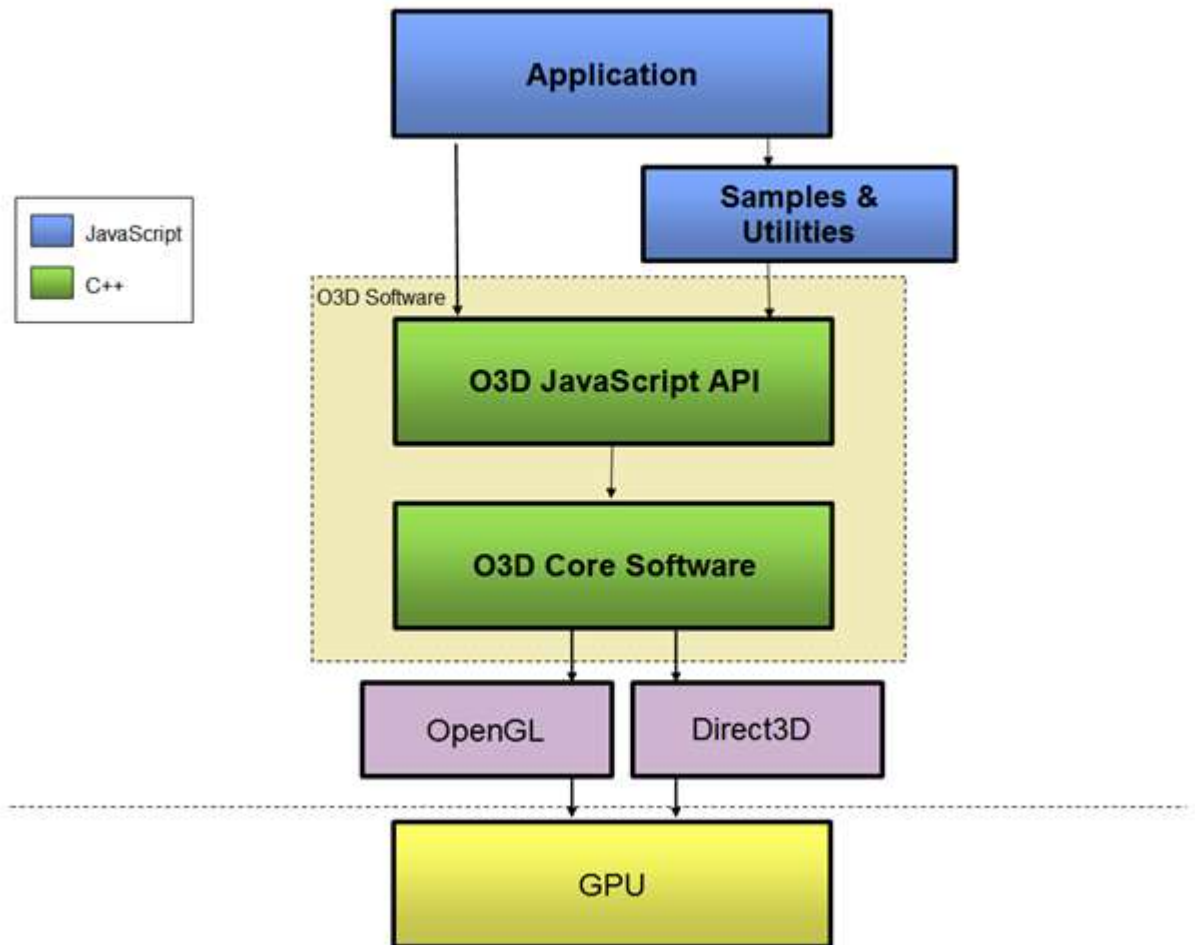 Application
Samples &
Utilities
JavaScript
C++
O3D Software
O3D JavaScript API
O3D Core Software
OpenGL
Direct3D
GPU